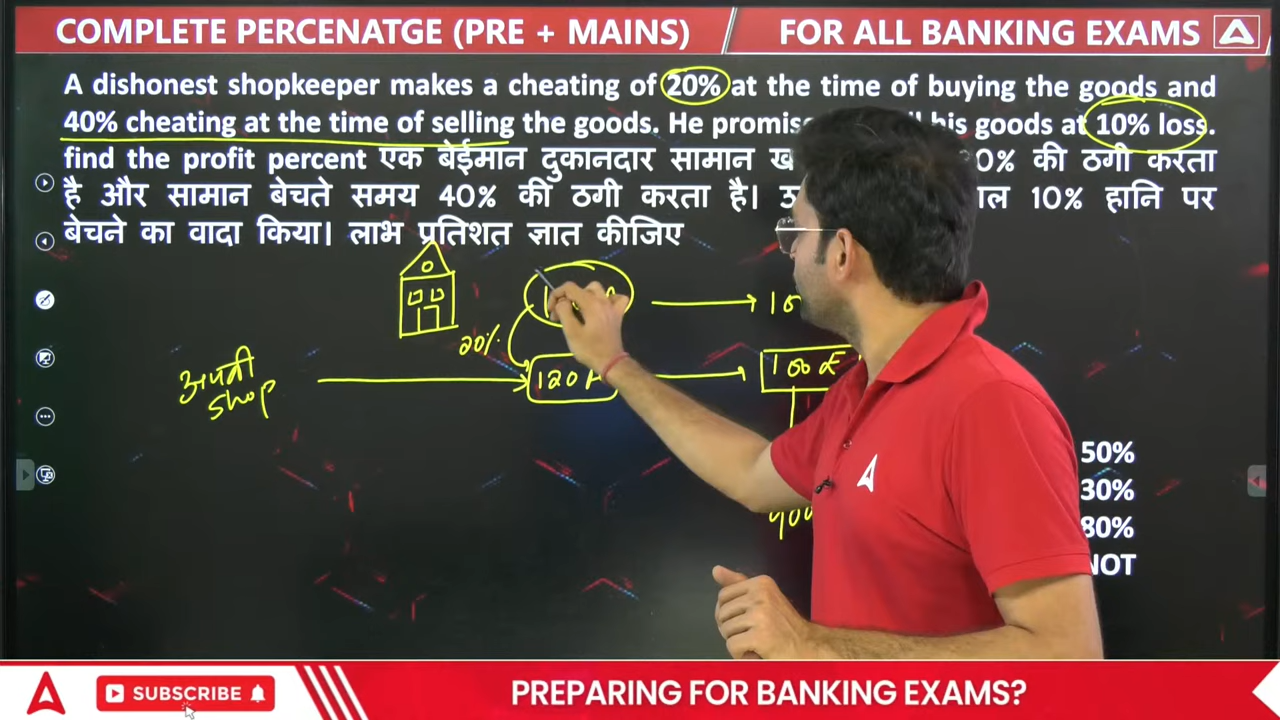 COMPLETE PERCENATGE (PRE + MAINS)
FOR ALL BANKING EXAMS
A dishonest shopkeeper makes a cheating of 20% at the time of buying the goods and
40% cheating at the time of selling the goods. He his goods at 10% loss.
find the profit percent एक बेईमान दुकानदार सामान की ठगी करता
है और सामान बेचते समय 40% की ठगी करता है। 10% हानि पर
बेचने का वादा किया। लाभ प्रतिशत ज्ञात कीजिए
20%
अपनी
shop
120
100
50%
30%
80%
NOT
SUBSCRIBE
PREPARING FOR BANKING EXAMS?